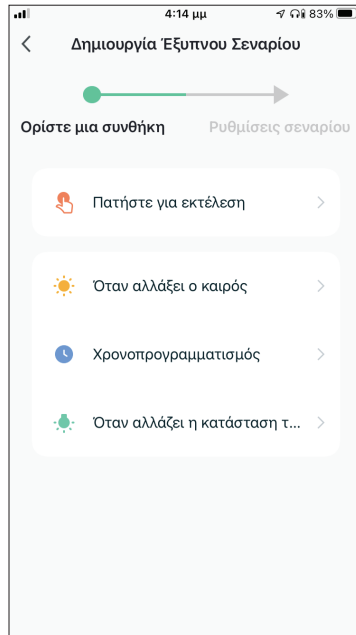 4:14 μμ 83%
Δημιουργία Έξυπνου Σεναρίου
Ορίστε μια συνθήκη Ρυθμίσεις σεναρίου
Πατήστε για εκτέλεση
Όταν αλλάξει ο καιρός
Χρονοπρογραμματισμός
Όταν αλλάζει η κατάσταση τ...